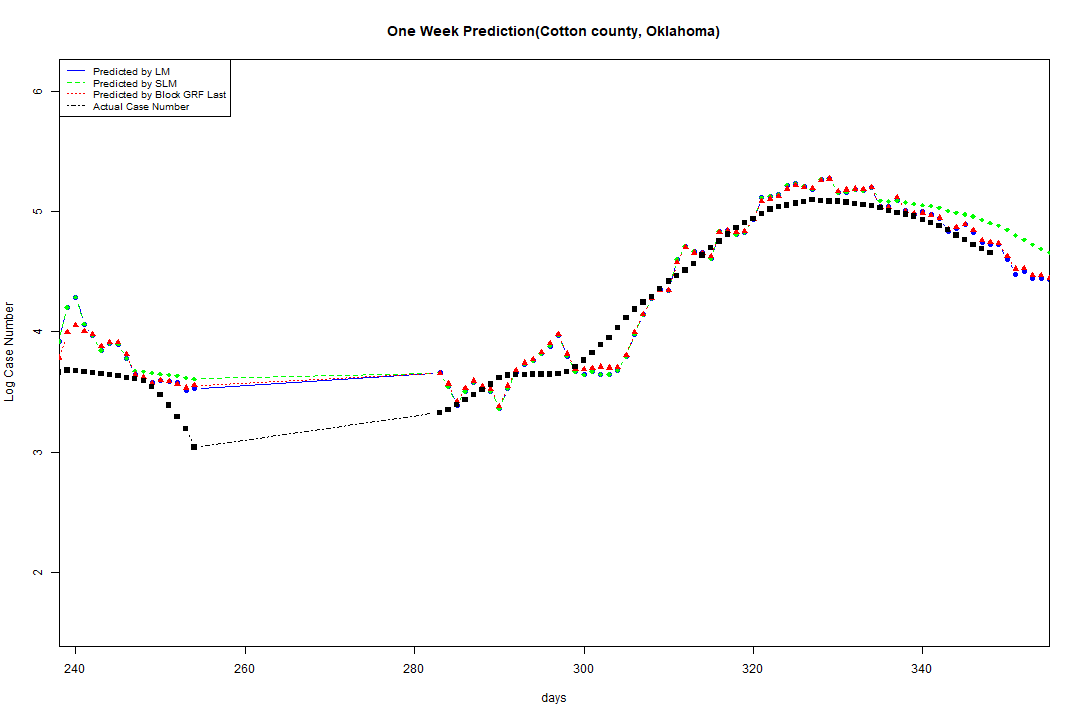 One Week Prediction(Cotton county, Oklahoma)
Predicted by LM
Predicted by SLM
Predicted by Block GRF Last
Actual Case Number
6
5
4
3
2
Log Case Number
240 260 280 300 320 340
days